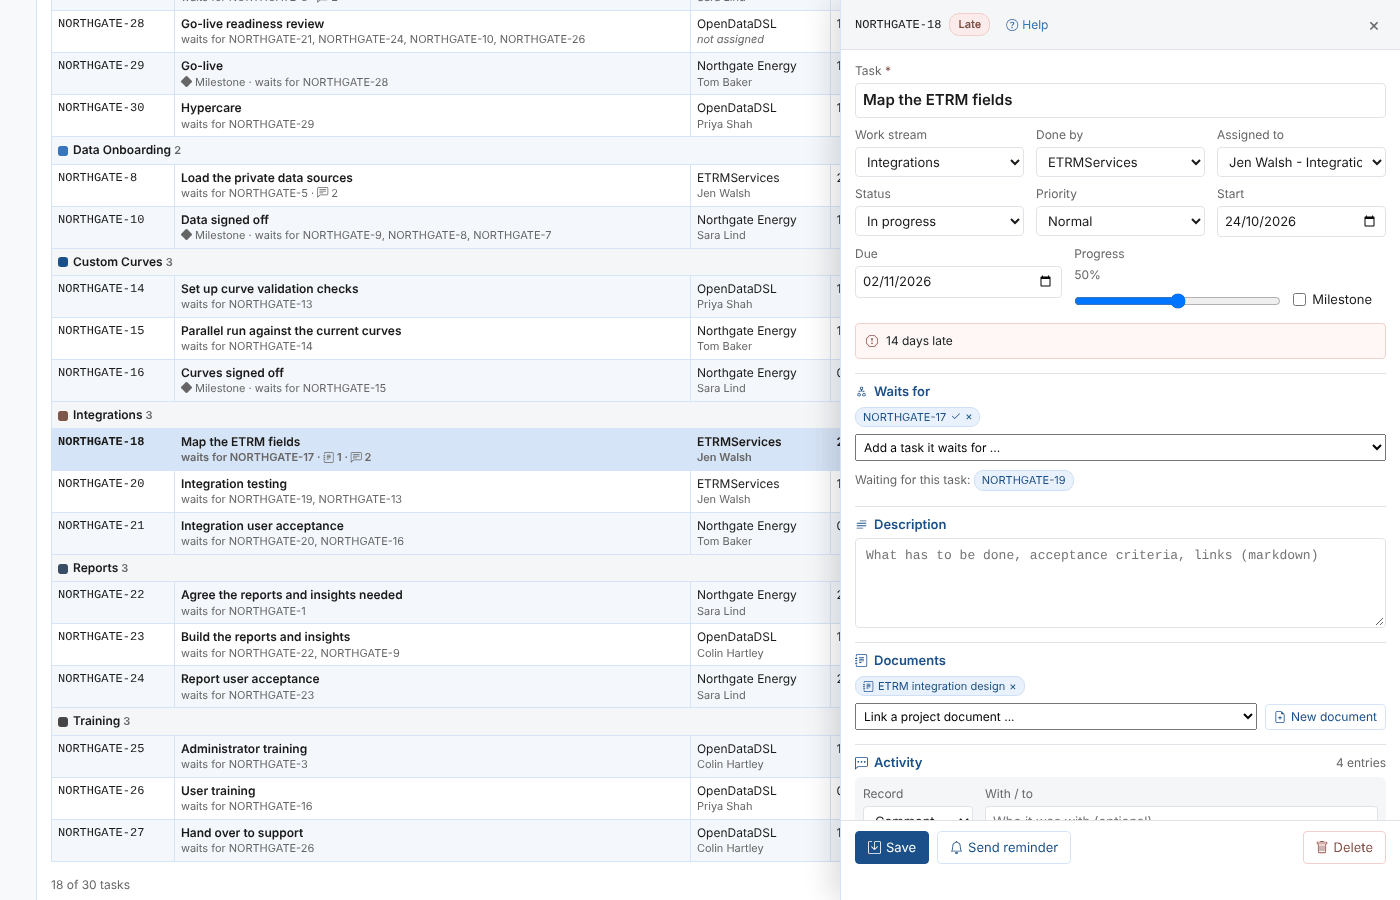 NORTHGATE-28 Go-live readiness review OpenDataDSL
waits for NORTHGATE-21, NORTHGATE-24, NORTHGATE-10, NORTHGATE-26 not assigned
NORTHGATE-29 Go-live Northgate Energy
Milestone · waits for NORTHGATE-28 Tom Baker
NORTHGATE-30 Hypercare OpenDataDSL
waits for NORTHGATE-29 Priya Shah
Data Onboarding 2
NORTHGATE-8 Load the private data sources ETRMServices
waits for NORTHGATE-5 · 2 Jen Walsh
NORTHGATE-10 Data signed off Northgate Energy
Milestone · waits for NORTHGATE-9, NORTHGATE-8, NORTHGATE-7 Sara Lind
Custom Curves 3
NORTHGATE-14 Set up curve validation checks OpenDataDSL
waits for NORTHGATE-13 Priya Shah
NORTHGATE-15 Parallel run against the current curves Northgate Energy
waits for NORTHGATE-14 Tom Baker
NORTHGATE-16 Curves signed off Northgate Energy
Milestone · waits for NORTHGATE-15 Sara Lind
Integrations 3
NORTHGATE-18 Map the ETRM fields ETRMServices
waits for NORTHGATE-17 · 1 · 2 Jen Walsh
NORTHGATE-20 Integration testing ETRMServices
waits for NORTHGATE-19, NORTHGATE-13 Jen Walsh
NORTHGATE-21 Integration user acceptance Northgate Energy
waits for NORTHGATE-20, NORTHGATE-16 Tom Baker
Reports 3
NORTHGATE-22 Agree the reports and insights needed Northgate Energy
waits for NORTHGATE-1 Sara Lind
NORTHGATE-23 Build the reports and insights OpenDataDSL
waits for NORTHGATE-22, NORTHGATE-9 Colin Hartley
NORTHGATE-24 Report user acceptance Northgate Energy
waits for NORTHGATE-23 Sara Lind
Training 3
NORTHGATE-25 Administrator training OpenDataDSL
waits for NORTHGATE-3 Colin Hartley
NORTHGATE-26 User training OpenDataDSL
waits for NORTHGATE-16 Priya Shah
NORTHGATE-27 Hand over to support OpenDataDSL
waits for NORTHGATE-26 Colin Hartley
18 of 30 tasks
NORTHGATE-18 Late Help ×
Task *
Map the ETRM fields
Work stream Done by Assigned to
Integrations ETRMServices Jen Walsh - Integratic
Status Priority Start
In progress Normal 24/10/2026
Due Progress
02/11/2026 50%
Milestone
14 days late
Waits for
NORTHGATE-17 ✓ ×
Add a task it waits for ...
Waiting for this task: NORTHGATE-19
Description
What has to be done, acceptance criteria, links (markdown)
Documents
ETRM integration design ×
Link a project document ... New document
Activity 4 entries
Record With / to
Comment Who it was with (optional)
Save Send reminder Delete